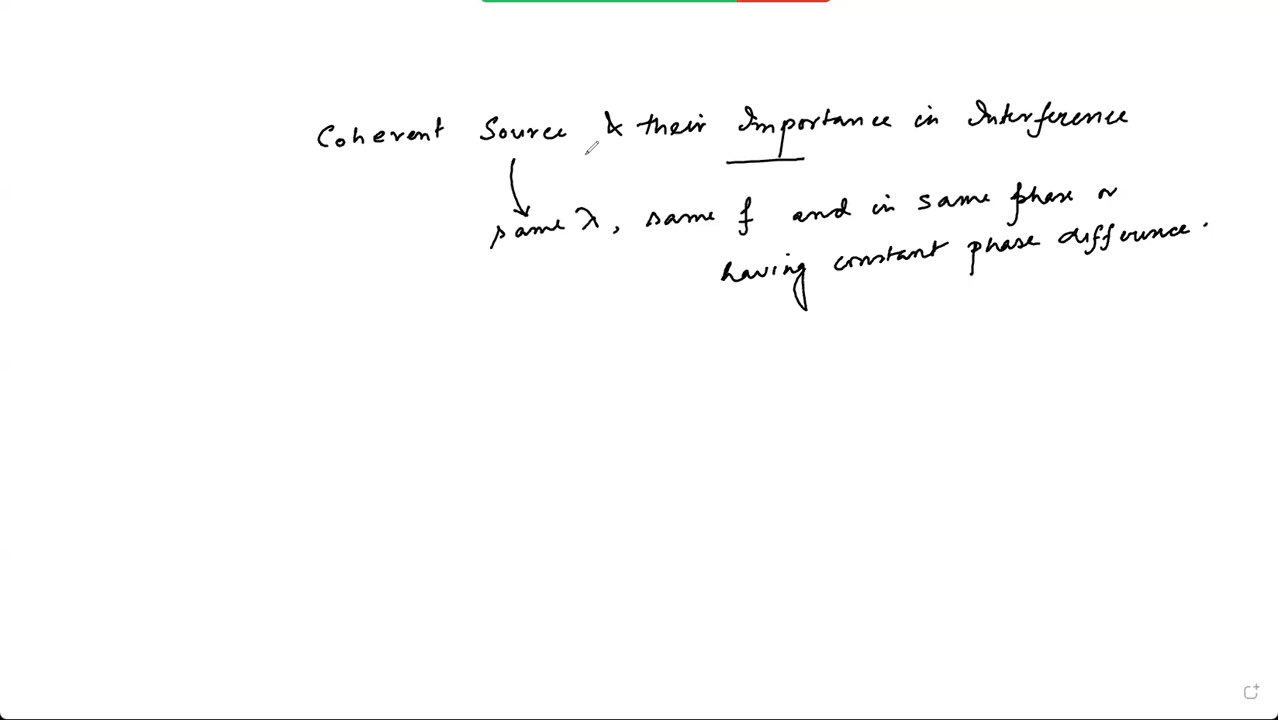 Coherent Source & their Importance in Interference
same λ, same f and in same phase or
having constant phase difference.